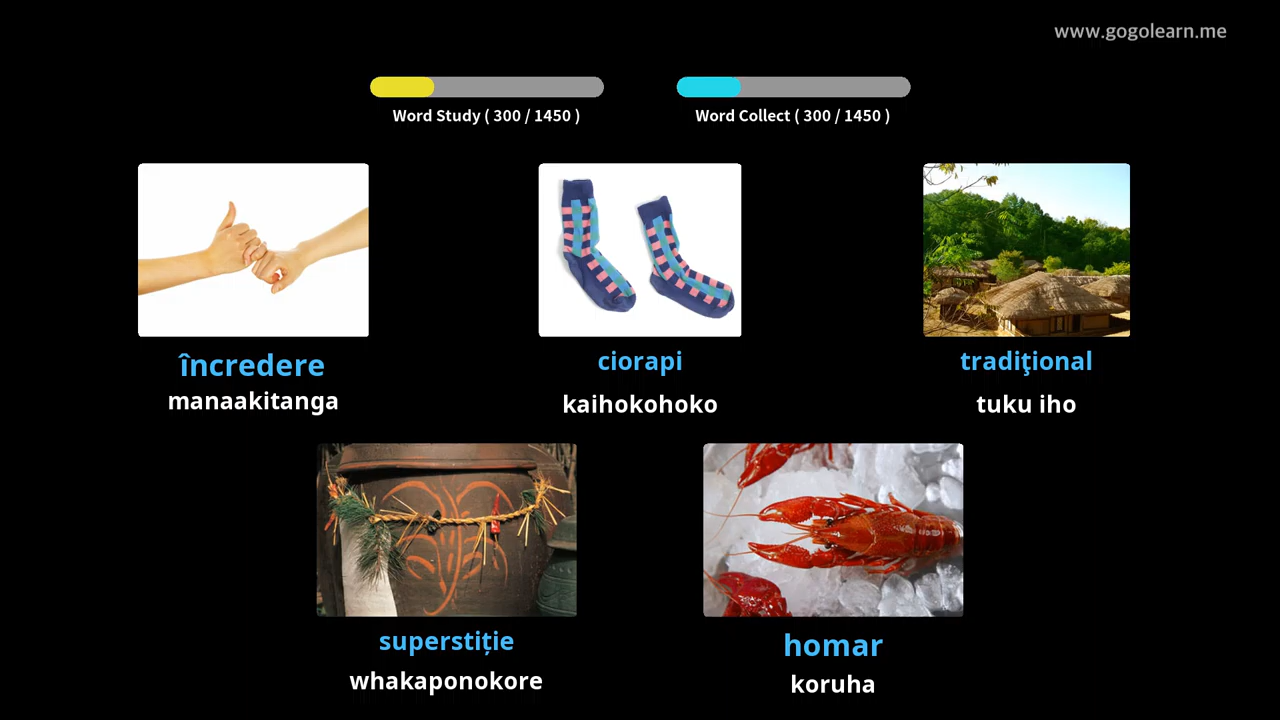 www.gogolearn.me
Word Study ( 300 / 1450 )
Word Collect ( 300 / 1450 )
încredere
manaakitanga
ciorapi
kaihokohoko
tradiţional
tuku iho
superstiție
whakaponokore
homar
koruha